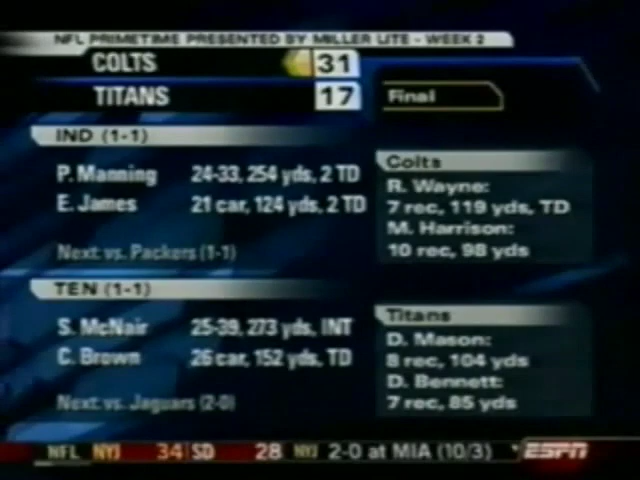 NFL PRIMETIME PRESENTED BY MILLER LITE - WEEK 2
COLTS 31
TITANS 17
Final
IND (1-1)
P. Manning 24-33, 254 yds, 2 TD
E. James 21 car, 124 yds, 2 TD
Next: vs. Packers (1-1)
Colts
R. Wayne:
7 rec, 119 yds, TD
M. Harrison:
10 rec, 98 yds
TEN (1-1)
S. McNair 25-39, 273 yds, INT
C. Brown 26 car, 152 yds, TD
Next: vs. Jaguars (2-0)
Titans
D. Mason:
8 rec, 104 yds
D. Bennett:
7 rec, 85 yds
NFL NYJ 34 SD 28 NYJ 2-0 at MIA (10/3) ESPN